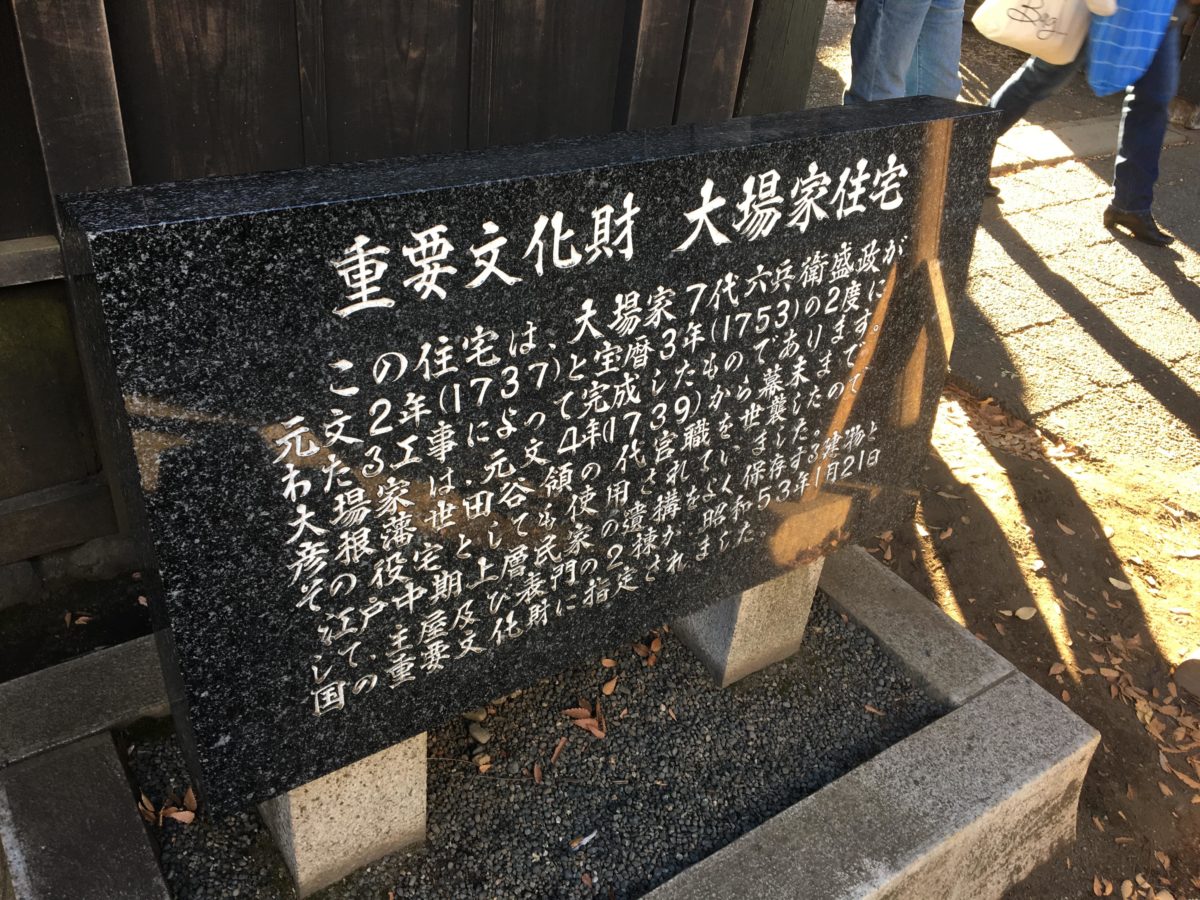 重要文化財 大場家住宅
この住宅は、大場家7代六兵衛盛政が
元文2年(1737)と宝暦3年(1753)の2度に
わたる工事によって完成したものであります。
大場家は、元文4年(1739)から幕末まで
彦根藩世田谷領の代官職を世襲したので
その役宅としても使用されていました。
江戸中期上層民家の遺構をよく保存する建物と
して、主屋及び表門の2棟が昭和53年1月21日
国の重要文化財に指定されました。
Bag